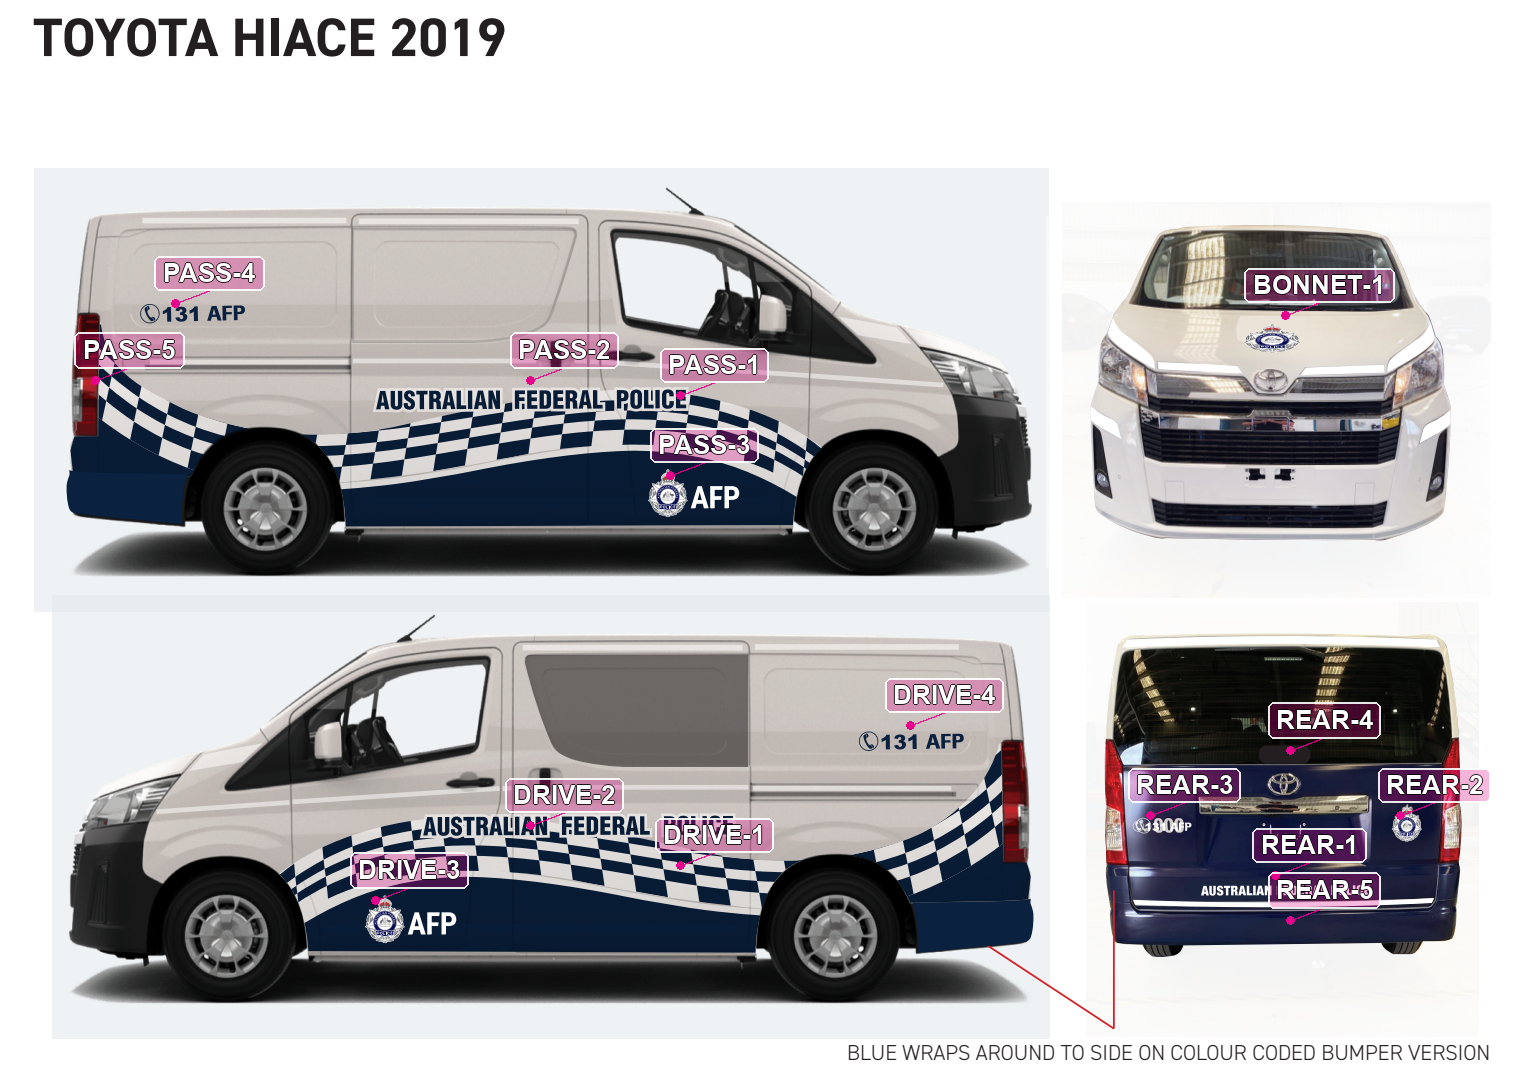 TOYOTA HIACE 2019
PASS-4
131 AFP
PASS-5
PASS-2
PASS-1
AUSTRALIAN FEDERAL POLICE
PASS-3
AFP
BONNET-1
DRIVE-4
131 AFP
DRIVE-2
AUSTRALIAN FEDERAL POLICE
DRIVE-1
DRIVE-3
AFP
REAR-4
REAR-3
REAR-2
REAR-1
AUSTRALIAN
REAR-5
BLUE WRAPS AROUND TO SIDE ON COLOUR CODED BUMPER VERSION